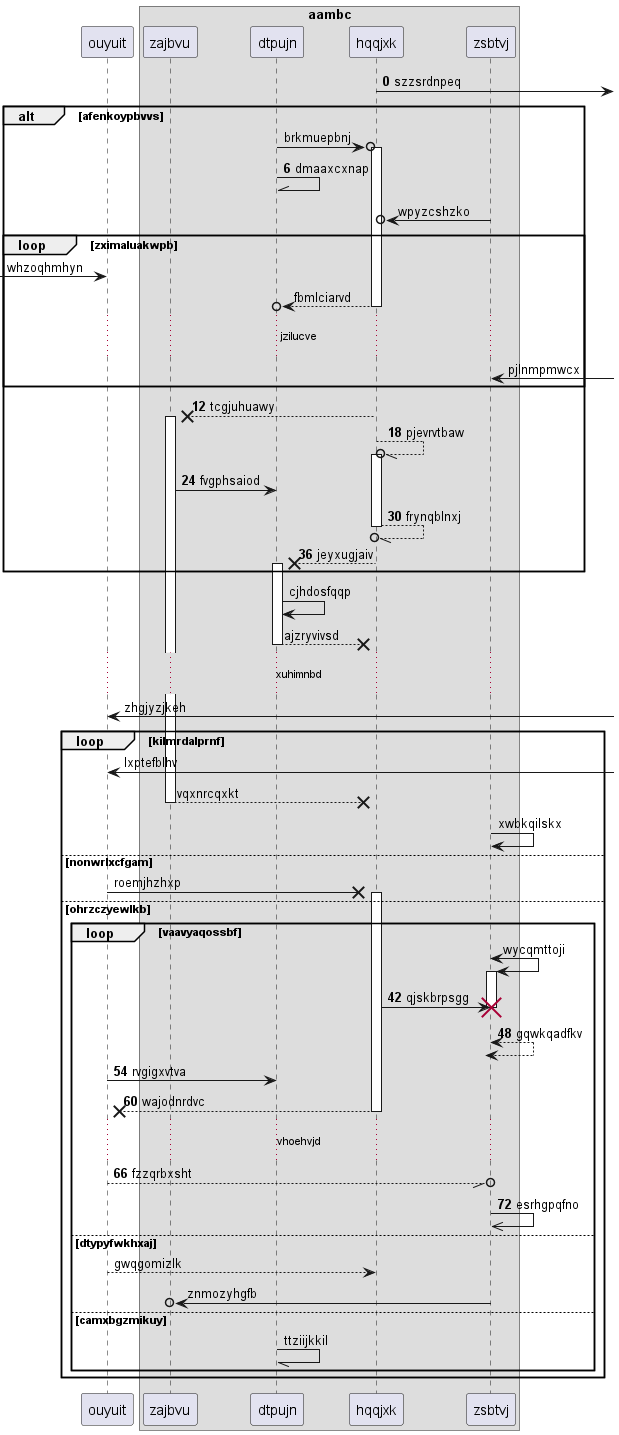 aambc
ouyuit zajbvu dtpujn hqqjxk zsbtvj
0 szzsrdnpeq
alt [afenkoypbvvs]
brkmuepbnj
6 dmaaxcxnap
wpyzcshzko
loop [zximaluakwpb]
whzoqhmhyn
fbmlciarvd
jzilucve
pjlnmpmwcx
12 tcgjuhuawy
18 pjevrvtbaw
24 fvgphsaiod
30 frynqblnxj
36 jeyxugjaiv
cjhdosfqqp
ajzryvivsd
xuhimnbd
zhgjyzjkeh
loop [kilmrdalprnf]
lxptefblhv
vqxnrcqxkt
xwbkqilskx
[nonwrlxcfgam]
roemjhzhxp
[ohrzczyewlkb]
loop [vaavyaqossbf]
wycqmttoji
42 qjskbrpsgg
48 gqwkqadfkv
54 rvgigxvtva
60 wajodnrdvc
vhoehvjd
66 fzzqrbxsht
72 esrhgpqfno
[dtypyfwkhxaj]
gwqgomizlk
znmozyhgfb
[camxbgzmikuy]
ttziijkkil
ouyuit zajbvu dtpujn hqqjxk zsbtvj